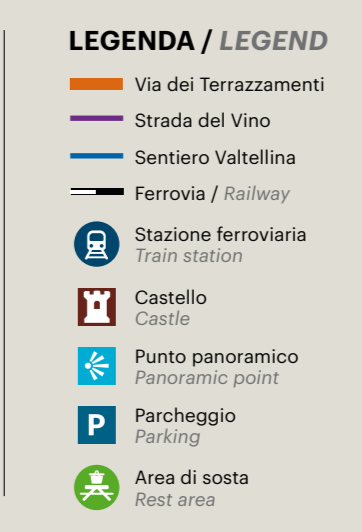 LEGENDA / LEGEND
Via dei Terrazzamenti
Strada del Vino
Sentiero Valtellina
Ferrovia / Railway
Stazione ferroviaria
Train station
Castello
Castle
Punto panoramico
Panoramic point
P
Parcheggio
Parking
Area di sosta
Rest area